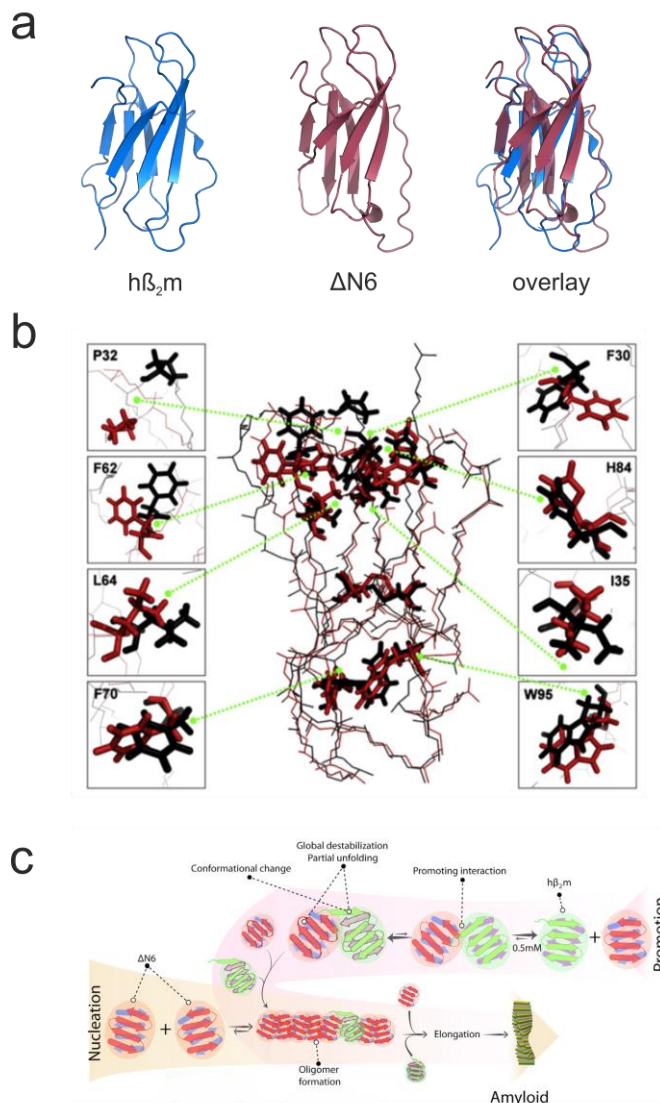 a
hß₂m
ΔN6
overlay
b
P32
F30
F62
H84
L64
I35
F70
W95
c
Global destabilization
Partial unfolding
Conformational change
Promoting interaction
hβ₂m
0.5mM
+
Promotion
ΔN6
Nucleation
+
Oligomer
formation
Elongation
Amyloid